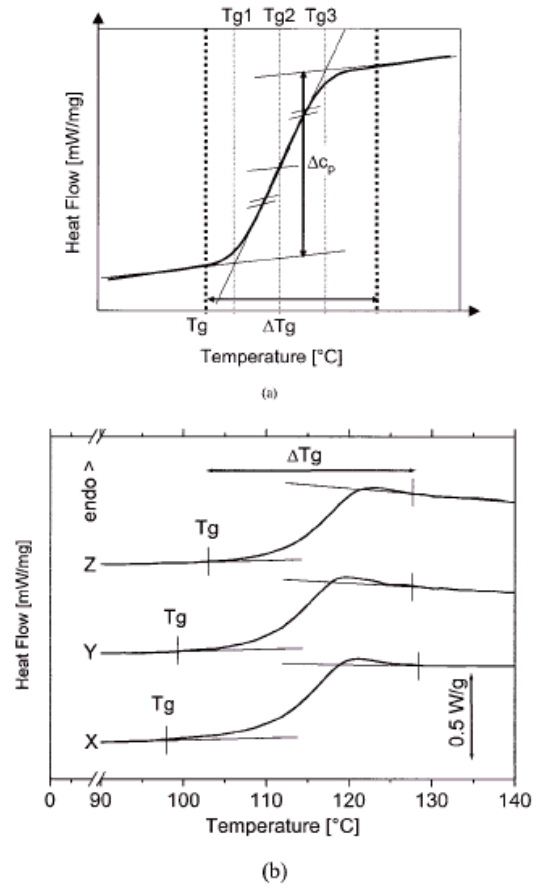 Tg1 Tg2 Tg3
Heat Flow [mW/mg]
Δcp
Tg ΔTg
Temperature [°C]
(a)
endo >
ΔTg
Tg
Z
Tg
Y
Tg
X
0.5 W/g
Heat Flow [mW/mg]
0 90 100 110 120 130 140
Temperature [°C]
(b)